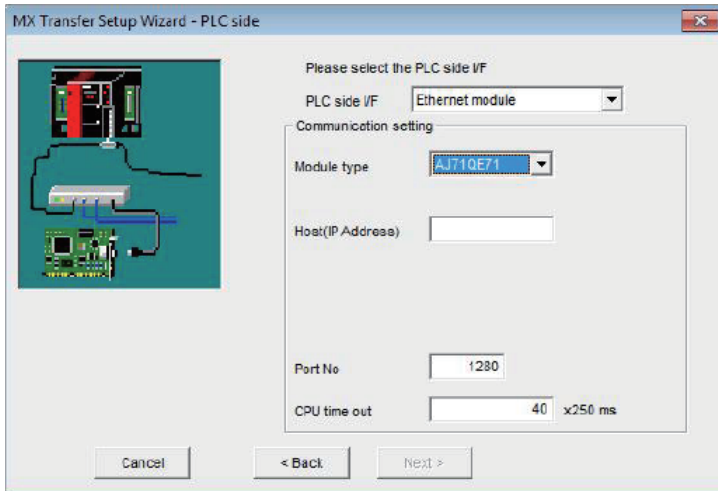 MX Transfer Setup Wizard - PLC side
Please select the PLC side I/F
PLC side I/F Ethernet module
Communication setting
Module type AJ71QE71
Host(IP Address)
Port No 1280
CPU time out 40 x250 ms
Cancel < Back Next >